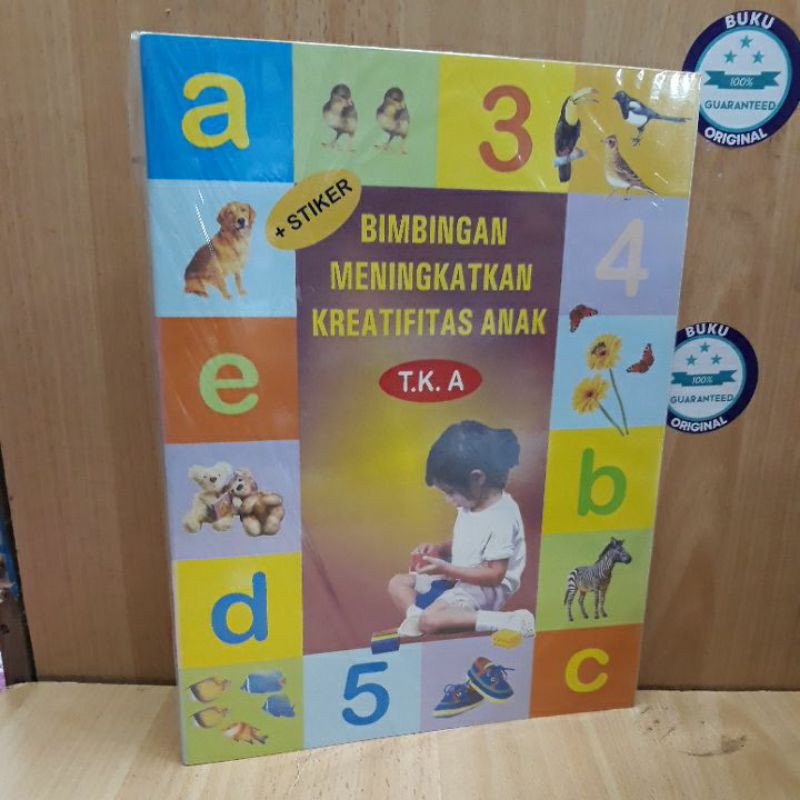 a
3
+ STIKER
BIMBINGAN
MENINGKATKAN
KREATIFITAS ANAK
T.K. A
4
e
b
d
5
c
BUKU
100%
GUARANTEED
ORIGINAL
BUKU
100%
GUARANTEED
ORIGINAL